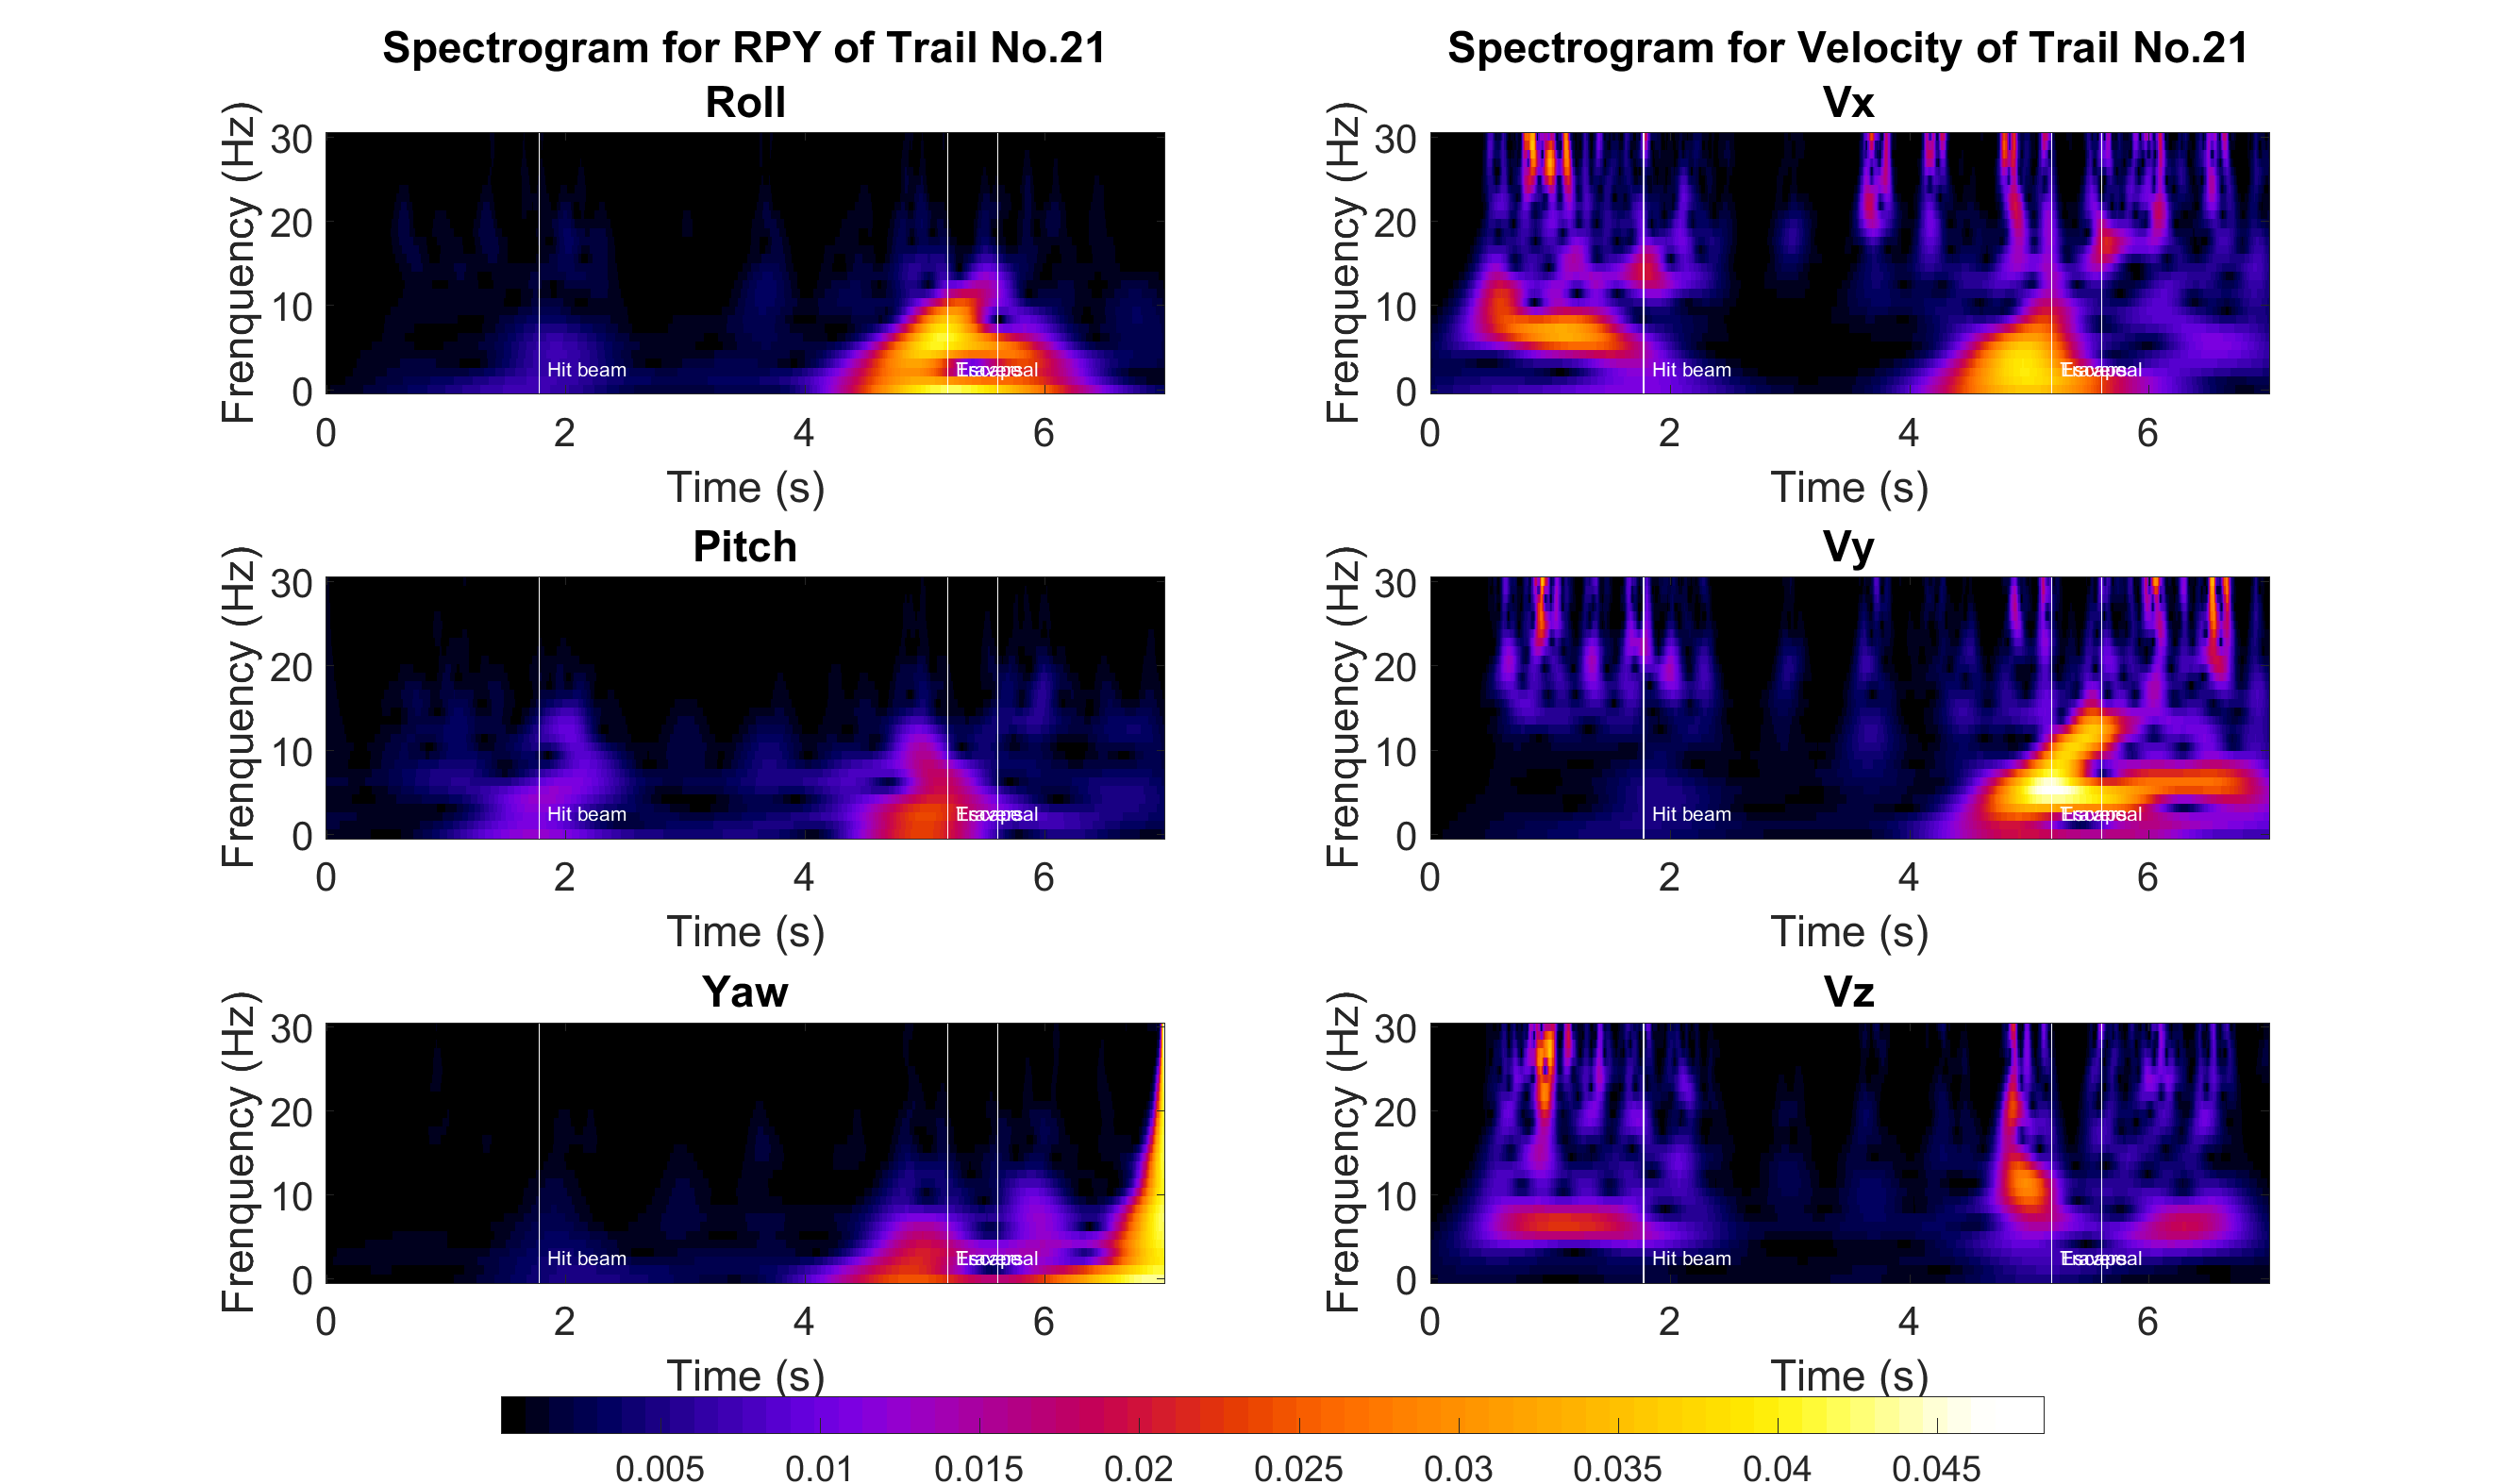 Spectrogram for RPY of Trail No.21
Roll
Frenquency (Hz)
30
20
10
0
Hit beam
0 2 4 6
Time (s)
Pitch
Frenquency (Hz)
30
20
10
0
Hit beam
0 2 4 6
Time (s)
Yaw
Frenquency (Hz)
30
20
10
0
Hit beam
0 2 4 6
Time (s)
Spectrogram for Velocity of Trail No.21
Vx
Frenquency (Hz)
30
20
10
0
Hit beam
0 2 4 6
Time (s)
Vy
Frenquency (Hz)
30
20
10
0
Hit beam
0 2 4 6
Time (s)
Vz
Frenquency (Hz)
30
20
10
0
Hit beam
0 2 4 6
Time (s)
0.005 0.01 0.015 0.02 0.025 0.03 0.035 0.04 0.045